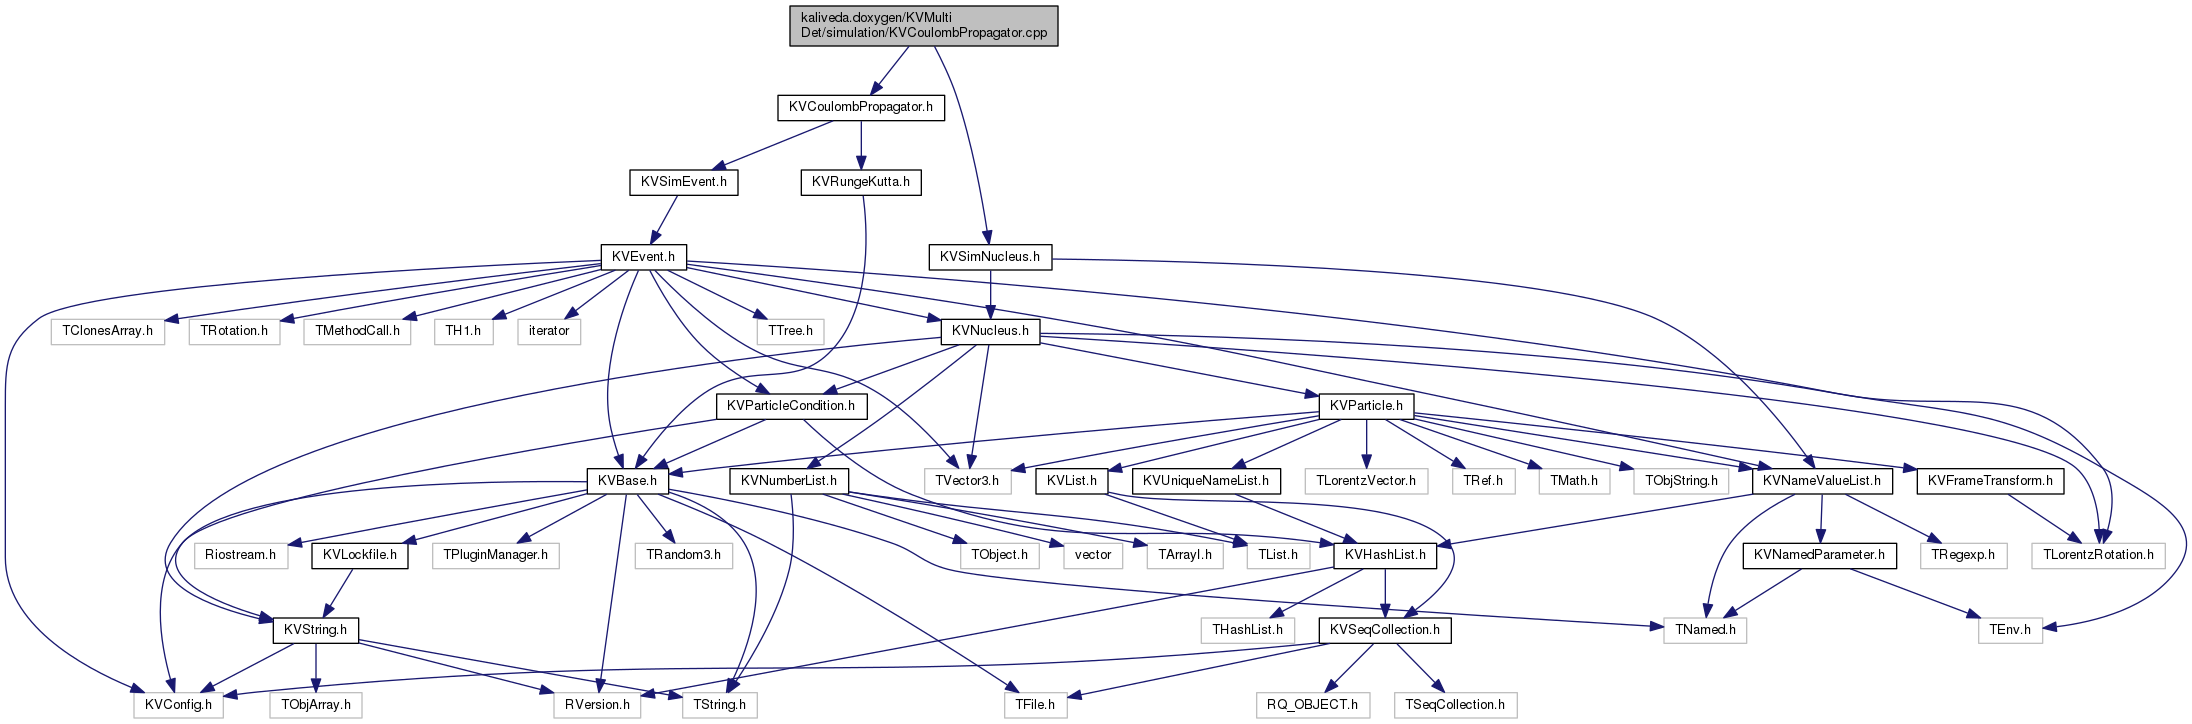 kaliveda.doxygen/KVMulti
Det/simulation/KVCoulombPropagator.cpp
KVCoulombPropagator.h
KVSimEvent.h
KVRungeKutta.h
KVEvent.h
KVSimNucleus.h
TClonesArray.h
TRotation.h
TMethodCall.h
TH1.h
iterator
TTree.h
KVNucleus.h
KVParticleCondition.h
KVParticle.h
KVBase.h
KVNumberList.h
TVector3.h
KVList.h
KVUniqueNameList.h
TLorentzVector.h
TRef.h
TMath.h
TObjString.h
KVNameValueList.h
KVFrameTransform.h
Riostream.h
KVLockfile.h
TPluginManager.h
TRandom3.h
TObject.h
vector
TArrayI.h
TList.h
KVHashList.h
KVNamedParameter.h
TRegexp.h
TLorentzRotation.h
KVString.h
THashList.h
KVSeqCollection.h
TNamed.h
TEnv.h
KVConfig.h
TObjArray.h
RVersion.h
TString.h
TFile.h
RQ_OBJECT.h
TSeqCollection.h